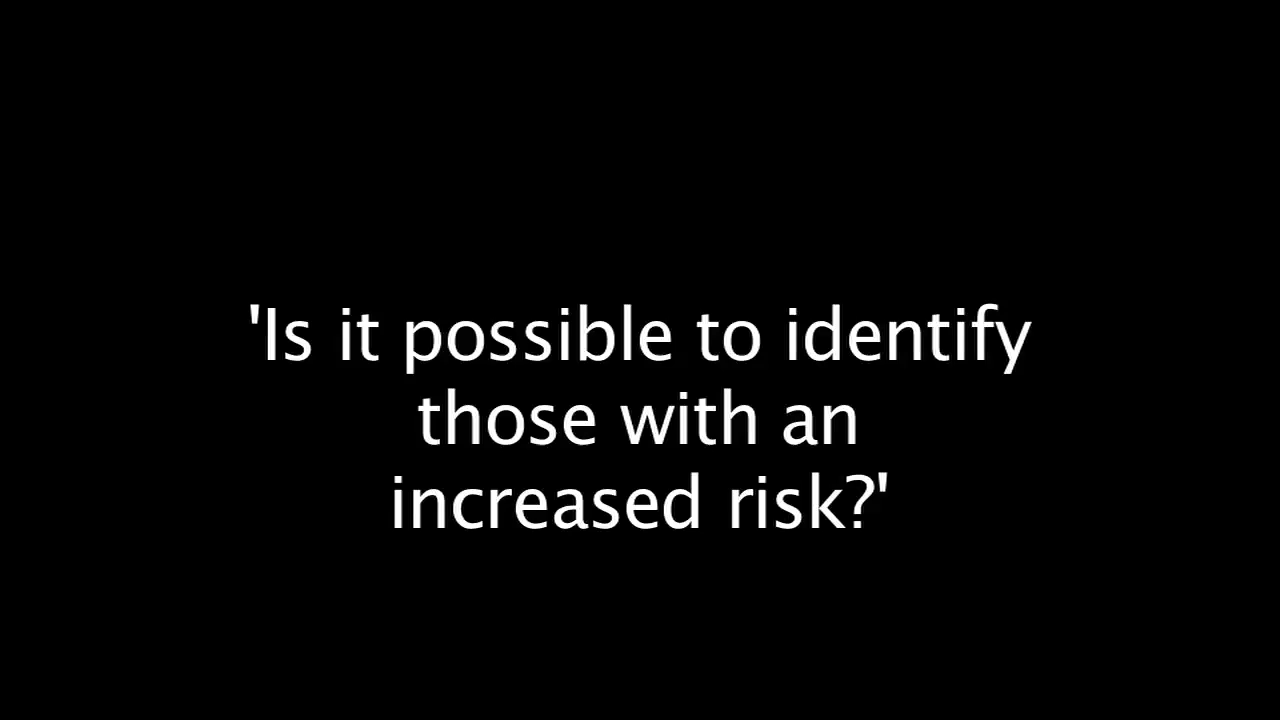 'Is it possible to identify
those with an
increased risk?'